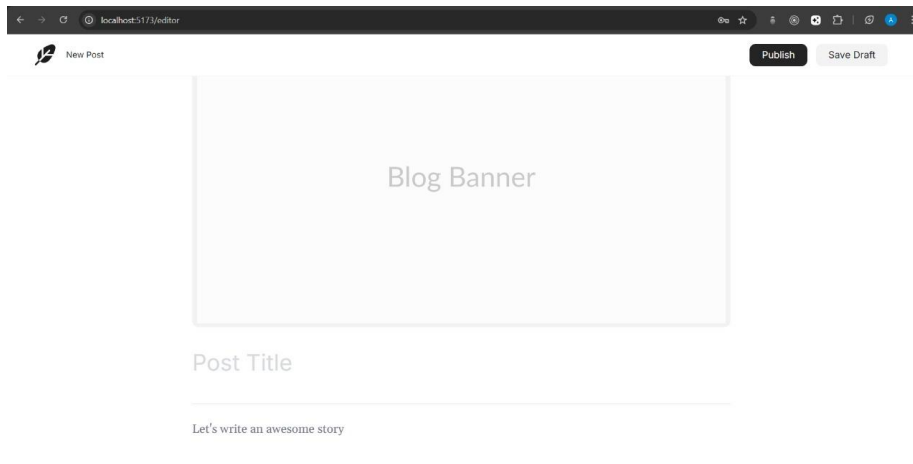 localhost:5173/editor
New Post
Publish
Save Draft
Blog Banner
Post Title
Let's write an awesome story